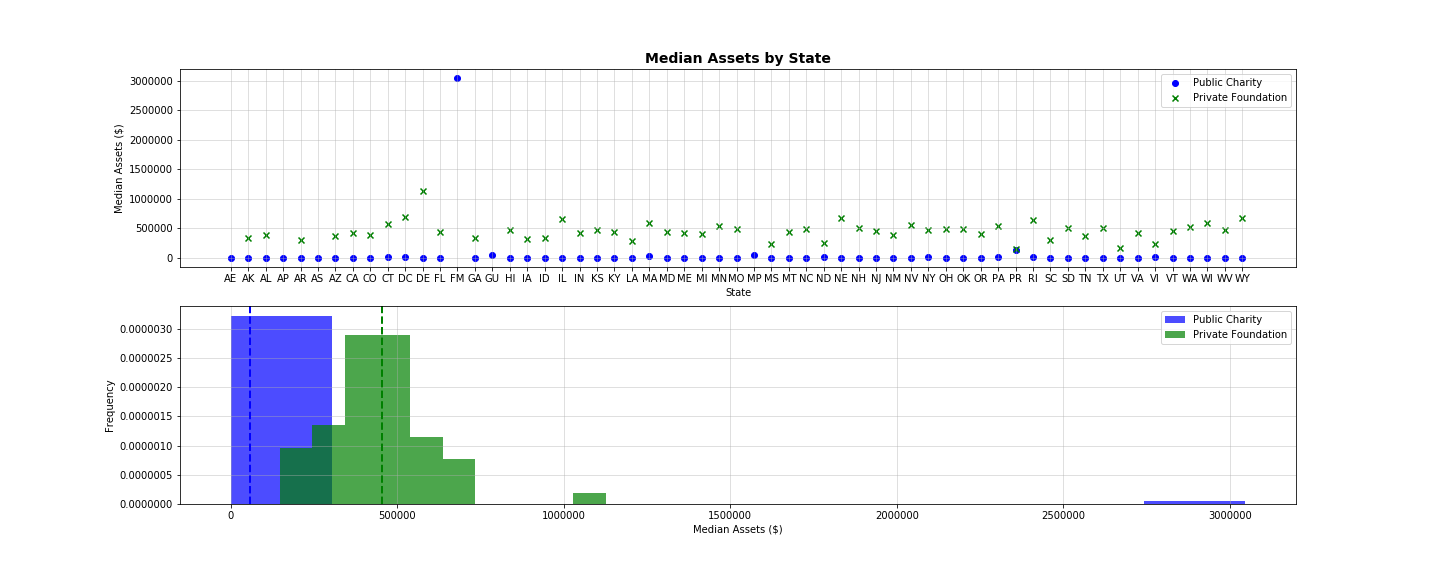 Median Assets by State
Median Assets ($)
3000000
2500000
2000000
1500000
1000000
500000
0
Public Charity
Private Foundation
AE AK AL AP AR AS AZ CA CO CT DC DE FL FM GA GU HI IA ID IL IN KS KY LA MA MD ME MI MN MO MP MS MT NC ND NE NH NJ NM NV NY OH OK OR PA PR RI SC SD TN TX UT VA VI VT WA WI WV WY
State
Frequency
0.0000030
0.0000025
0.0000020
0.0000015
0.0000010
0.0000005
0.0000000
Public Charity
Private Foundation
0 500000 1000000 1500000 2000000 2500000 3000000
Median Assets ($)